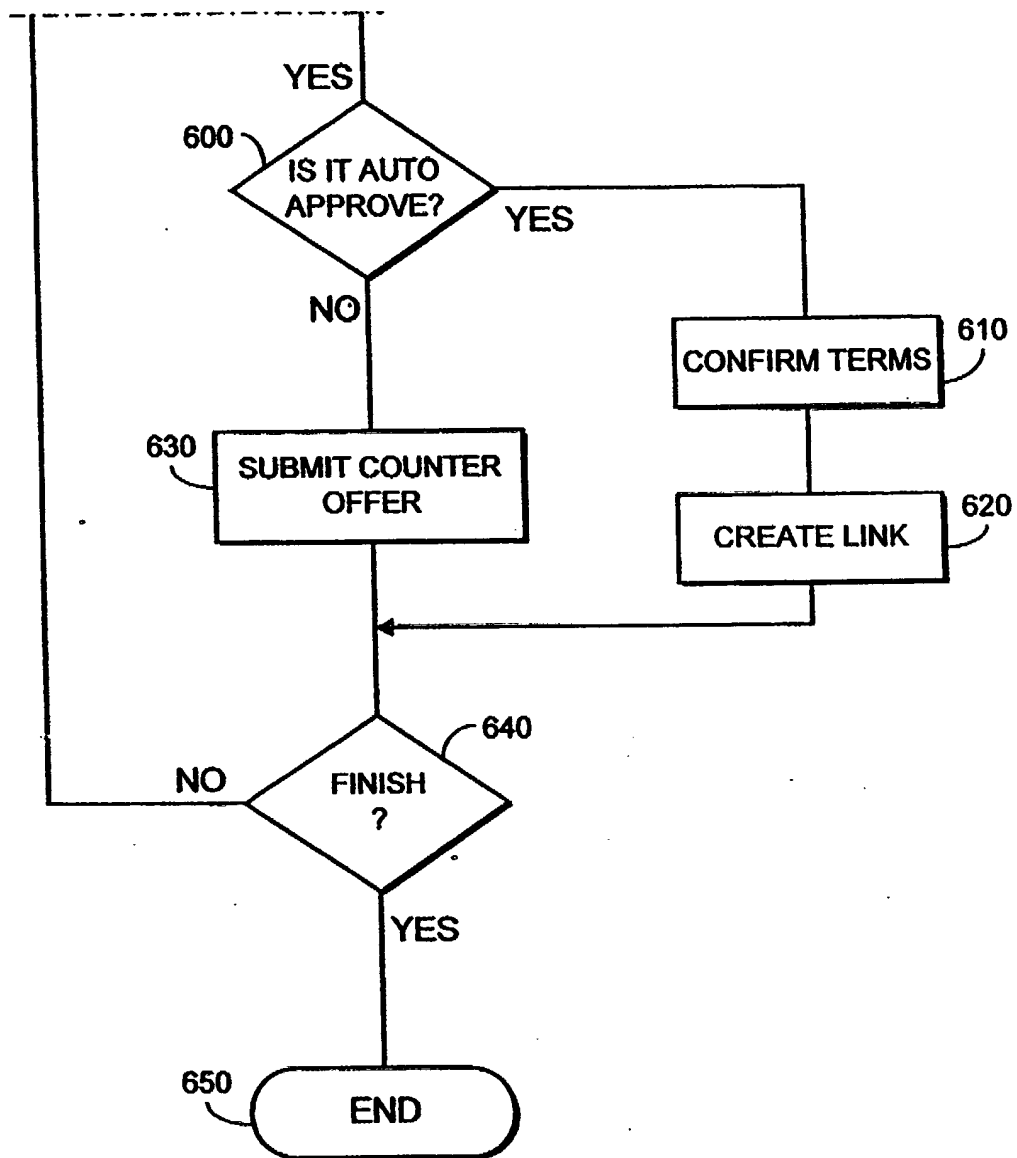 YES
600
IS IT AUTO
APPROVE?
YES
NO
610
CONFIRM TERMS
630
SUBMIT COUNTER
OFFER
620
CREATE LINK
640
NO
FINISH
?
YES
650
END